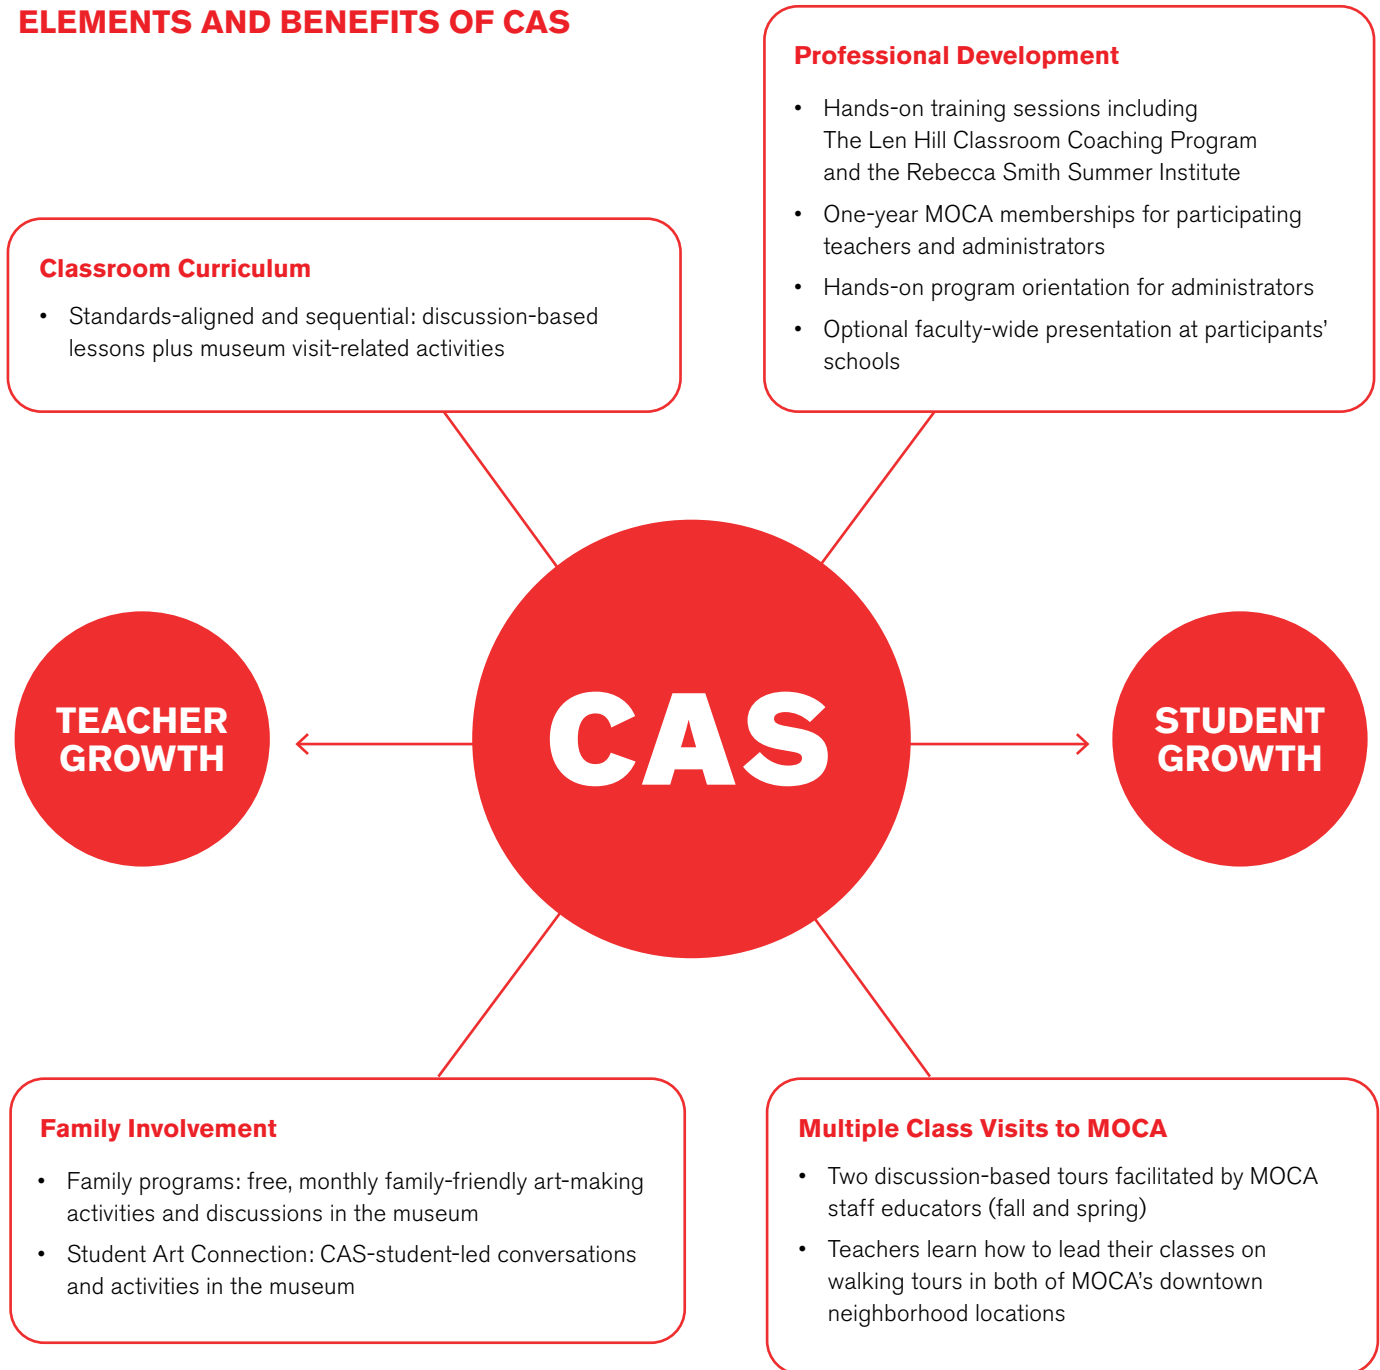 ELEMENTS AND BENEFITS OF CAS
Professional Development
• Hands-on training sessions including
The Len Hill Classroom Coaching Program
and the Rebecca Smith Summer Institute
• One-year MOCA memberships for participating
teachers and administrators
• Hands-on program orientation for administrators
• Optional faculty-wide presentation at participants’
schools
Classroom Curriculum
• Standards-aligned and sequential: discussion-based
lessons plus museum visit-related activities
TEACHER
GROWTH
CAS
STUDENT
GROWTH
Family Involvement
• Family programs: free, monthly family-friendly art-making
activities and discussions in the museum
• Student Art Connection: CAS-student-led conversations
and activities in the museum
Multiple Class Visits to MOCA
• Two discussion-based tours facilitated by MOCA
staff educators (fall and spring)
• Teachers learn how to lead their classes on
walking tours in both of MOCA’s downtown
neighborhood locations